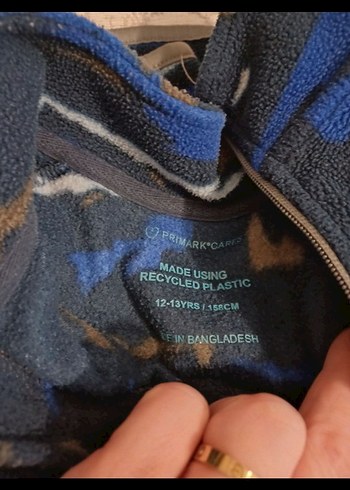 PRIMARK®CARES
MADE USING
RECYCLED PLASTIC
12-13YRS / 158CM
IN BANGLADESH